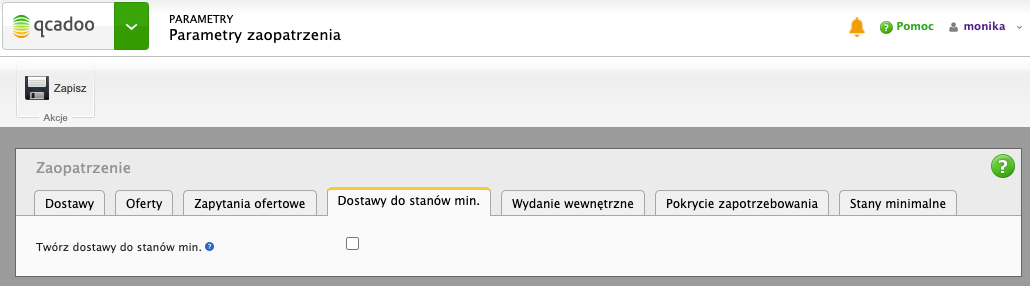 qcadoo
PARAMETRY
Parametry zaopatrzenia
Pomoc
monika
Zapisz
Akcje
Zaopatrzenie
?
Dostawy Oferty Zapytania ofertowe Dostawy do stanów min. Wydanie wewnętrzne Pokrycie zapotrzebowania Stany minimalne
Twórz dostawy do stanów min. ?